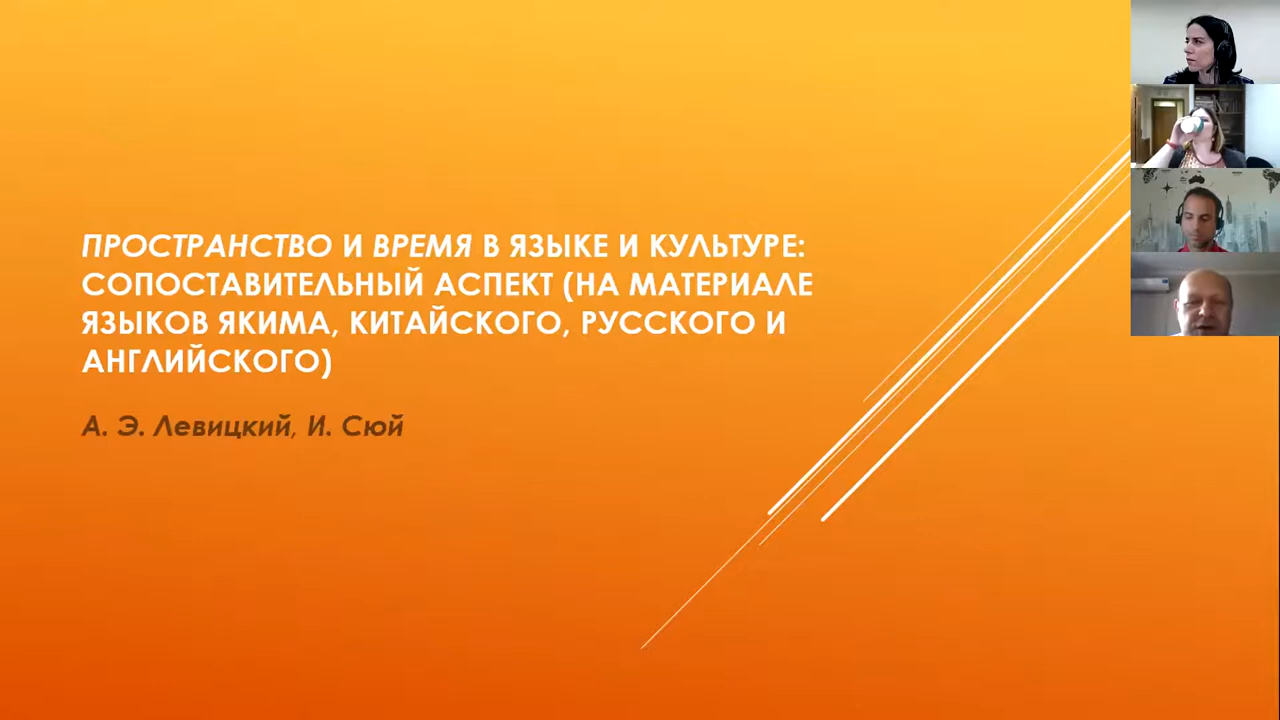 ПРОСТРАНСТВО И ВРЕМЯ В ЯЗЫКЕ И КУЛЬТУРЕ:
СОПОСТАВИТЕЛЬНЫЙ АСПЕКТ (НА МАТЕРИАЛЕ
ЯЗЫКОВ ЯКИМА, КИТАЙСКОГО, РУССКОГО И
АНГЛИЙСКОГО)
А. Э. Левицкий, И. Сюй